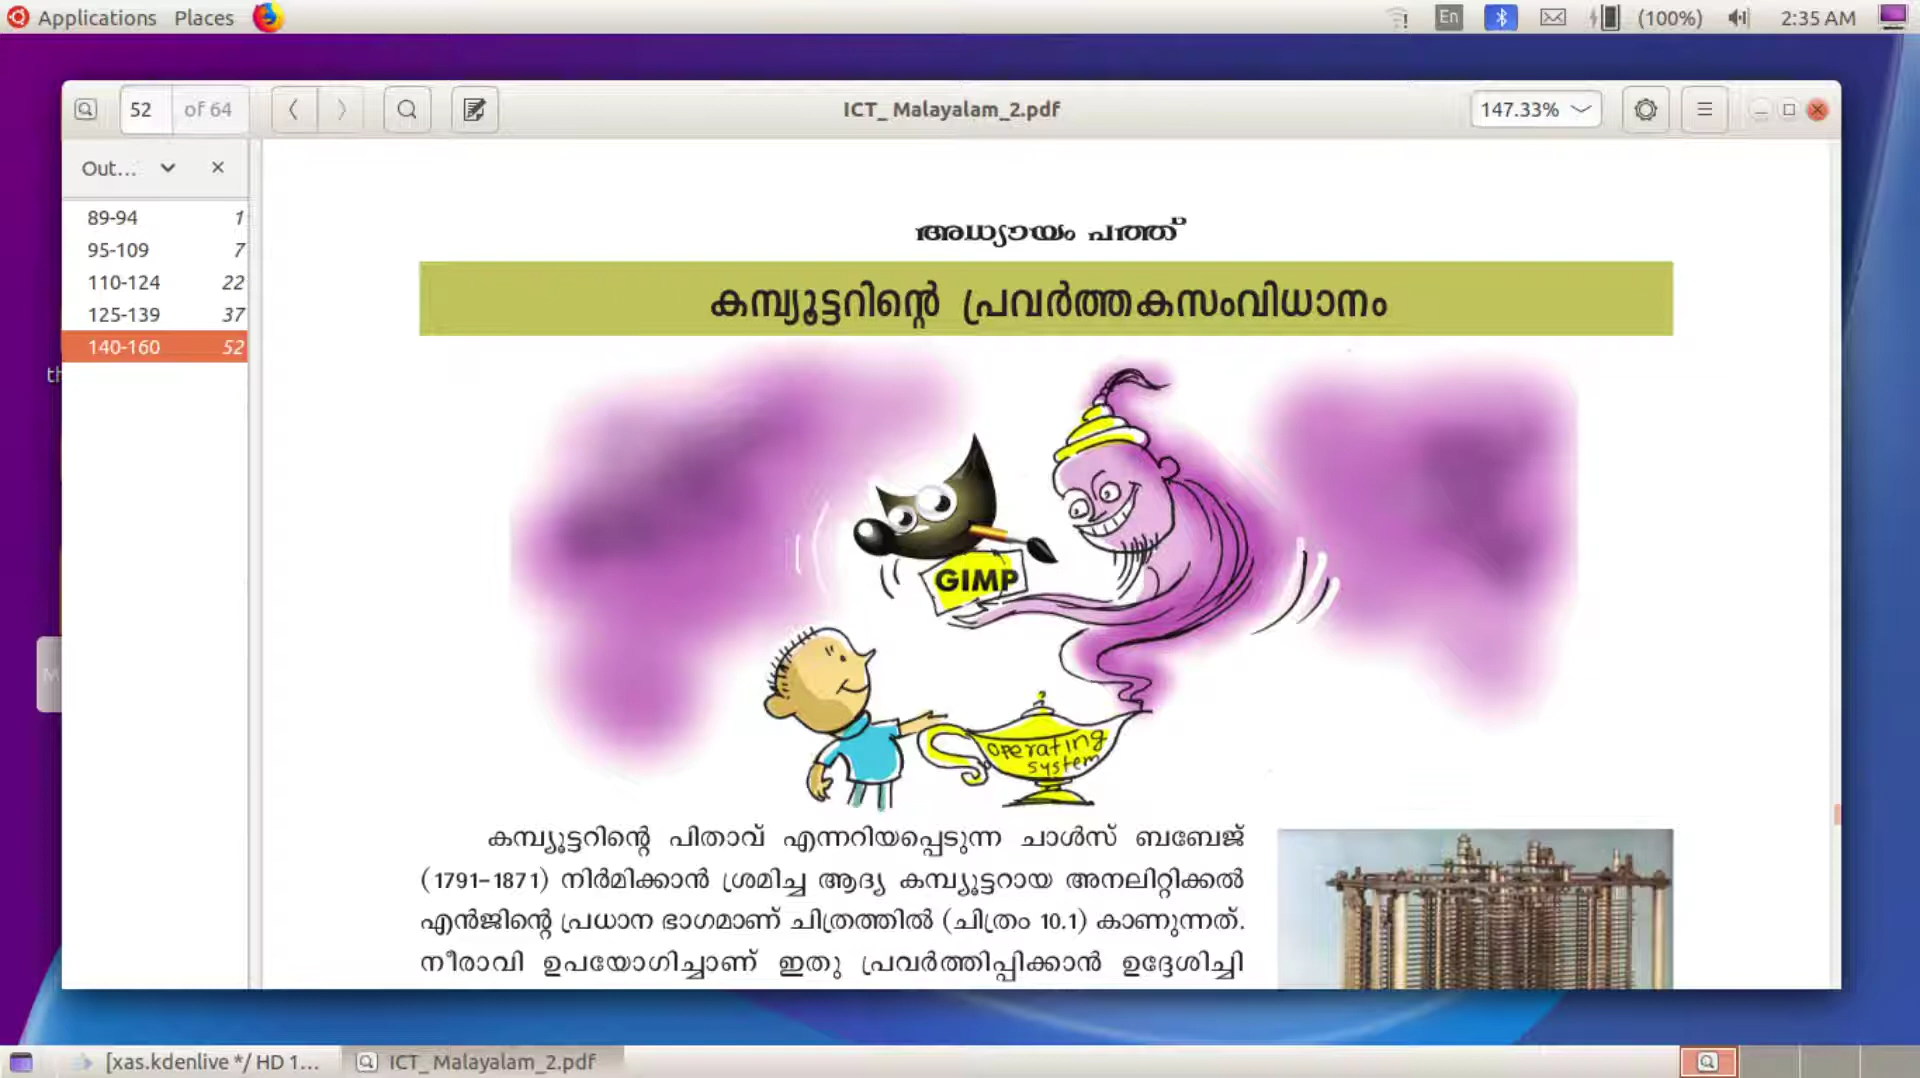 Applications Places
En (100%) 2:35 AM
52 of 64
ICT_ Malayalam_2.pdf
147.33%
Out...
89-94 1
95-109 7
110-124 22
125-139 37
140-160 52
th
M
അധ്യായം പത്ത്
കമ്പ്യൂട്ടറിന്റെ പ്രവർത്തകസംവിധാനം
GIMP
operating
system
കമ്പ്യൂട്ടറിന്റെ പിതാവ് എന്നറിയപ്പെടുന്ന ചാൾസ് ബബേജ്
(1791–1871) നിർമിക്കാൻ ശ്രമിച്ച ആദ്യ കമ്പ്യൂട്ടറായ അനലിറ്റിക്കൽ
എൻജിന്റെ പ്രധാന ഭാഗമാണ് ചിത്രത്തിൽ (ചിത്രം 10.1) കാണുന്നത്.
നീരാവി ഉപയോഗിച്ചാണ് ഇതു പ്രവർത്തിപ്പിക്കാൻ ഉദ്ദേശിച്ചി
[xas.kdenlive */ HD 1...
ICT_ Malayalam_2.pdf